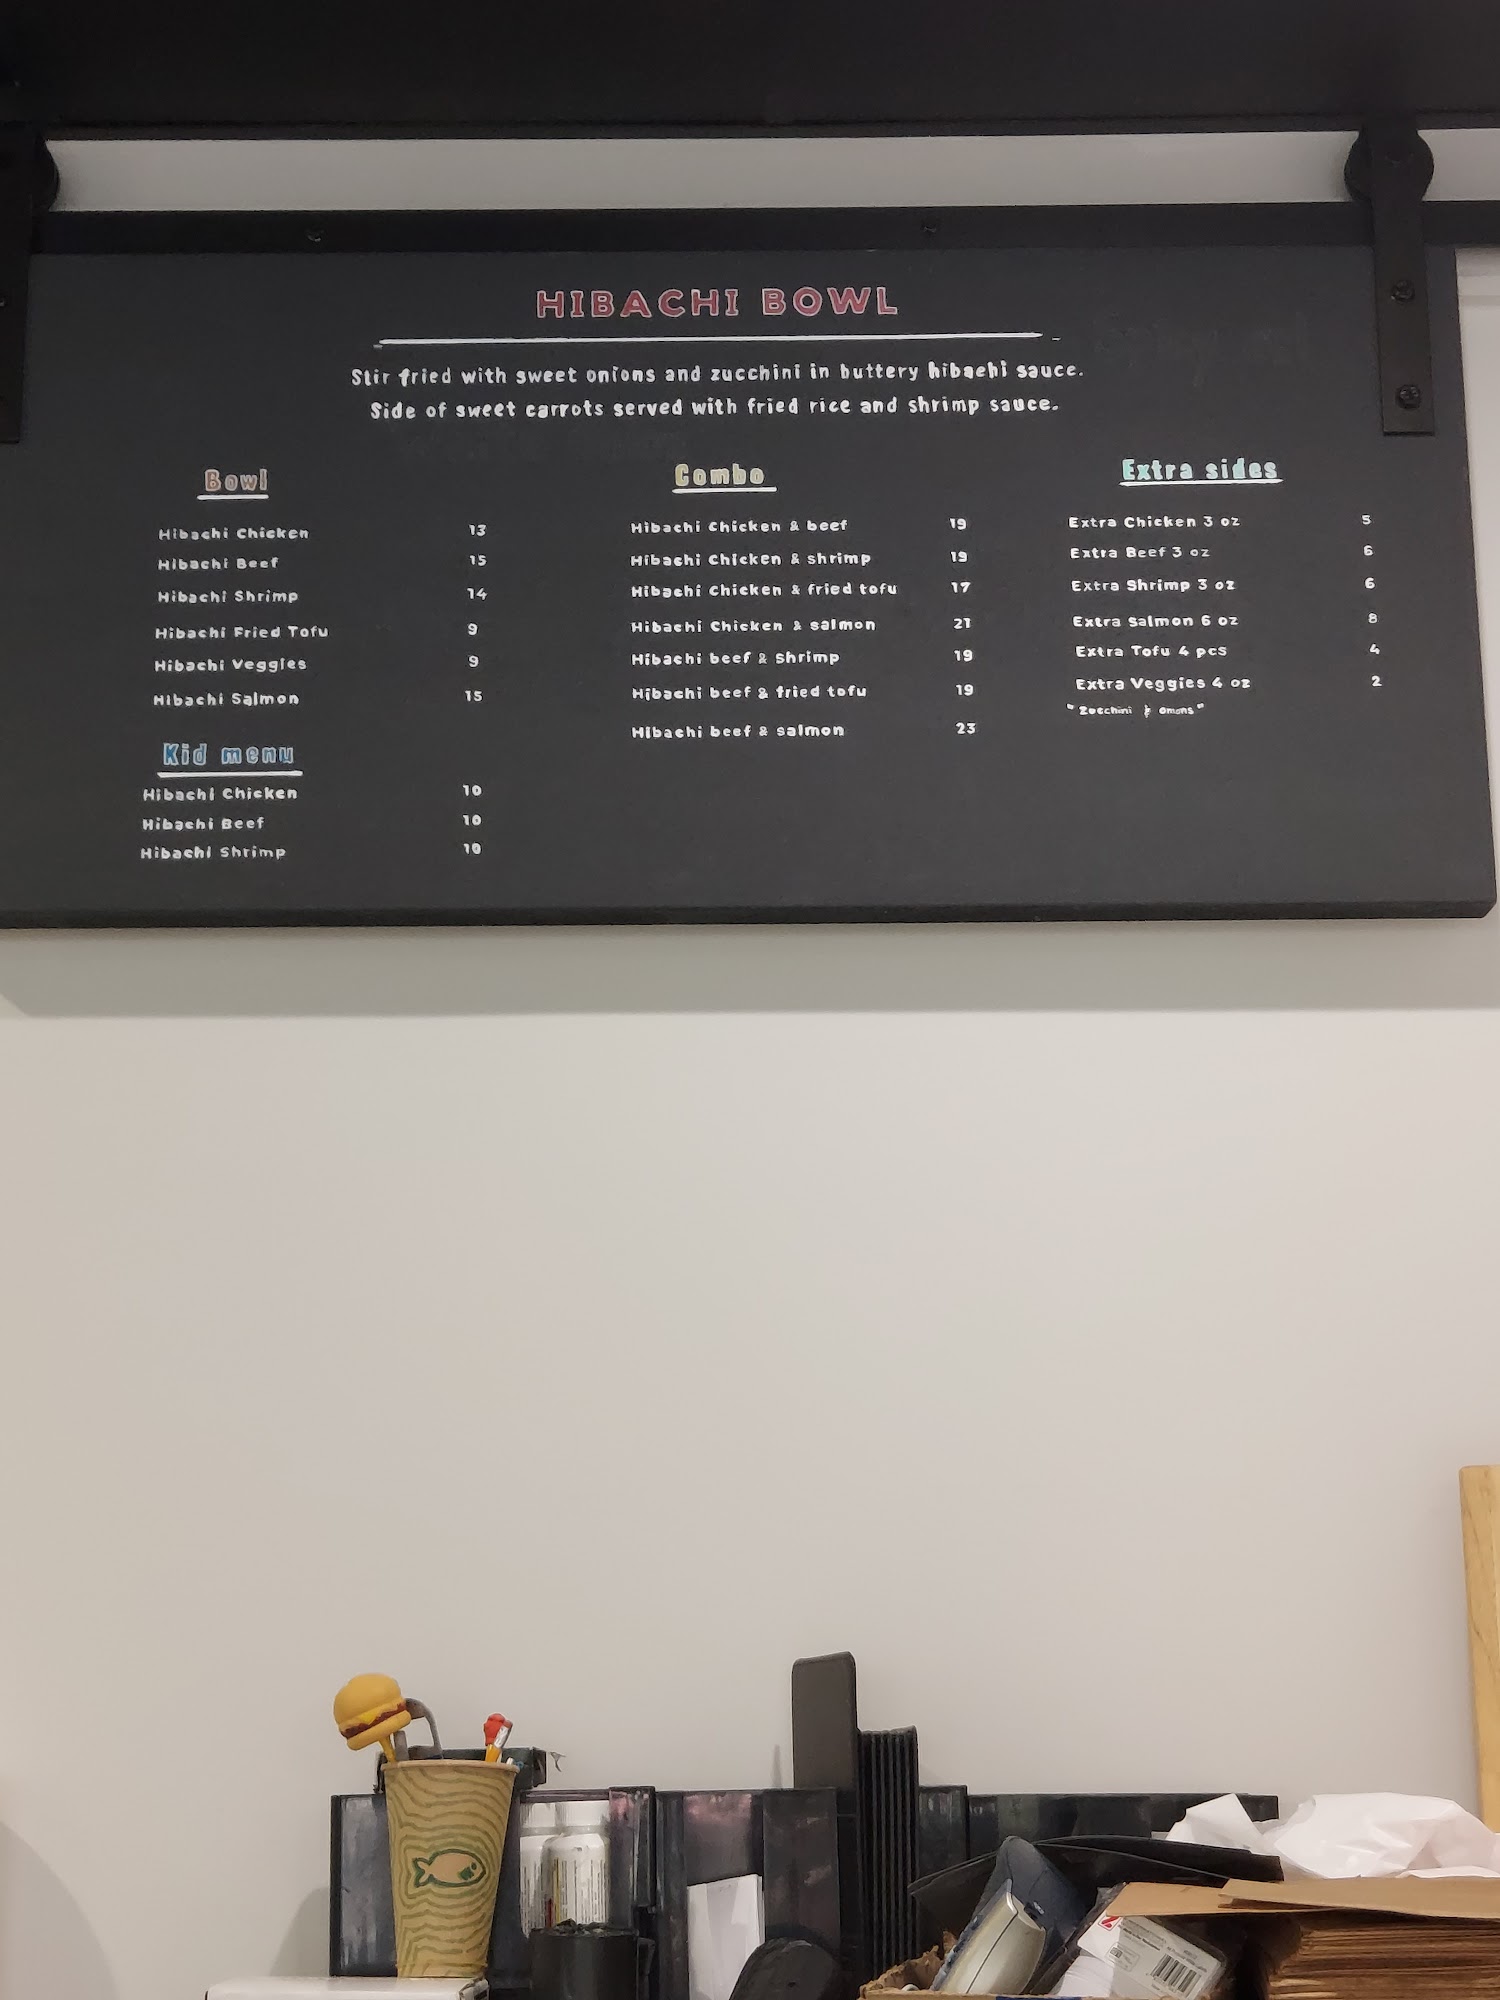 HIBACHI BOWL
Stir fried with sweet onions and zucchini in buttery hibachi sauce.
Side of sweet carrots served with fried rice and shrimp sauce.
Bowl
Hibachi Chicken 13
Hibachi Beef 15
Hibachi Shrimp 14
Hibachi Fried Tofu 9
Hibachi Veggies 9
Hibachi Salmon 15
Kid menu
Hibachi Chicken 10
Hibachi Beef 10
Hibachi Shrimp 10
Combo
Hibachi Chicken & beef 19
Hibachi Chicken & shrimp 19
Hibachi Chicken & fried tofu 17
Hibachi Chicken & salmon 21
Hibachi beef & shrimp 19
Hibachi beef & fried tofu 19
Hibachi beef & salmon 23
Extra sides
Extra Chicken 3 oz 5
Extra Beef 3 oz 6
Extra Shrimp 3 oz 6
Extra Salmon 6 oz 8
Extra Tofu 4 pcs 4
Extra Veggies 4 oz 2
"Zucchini & onions"